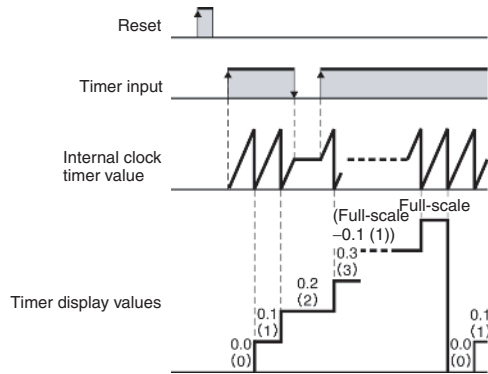 Reset
Timer input
Internal clock
timer value
Full-scale
(Full-scale
–0.1 (1))
0.3
(3)
0.2
(2)
Timer display values
0.1
(1)
0.1
(1)
0.0
(0)
0.0
(0)